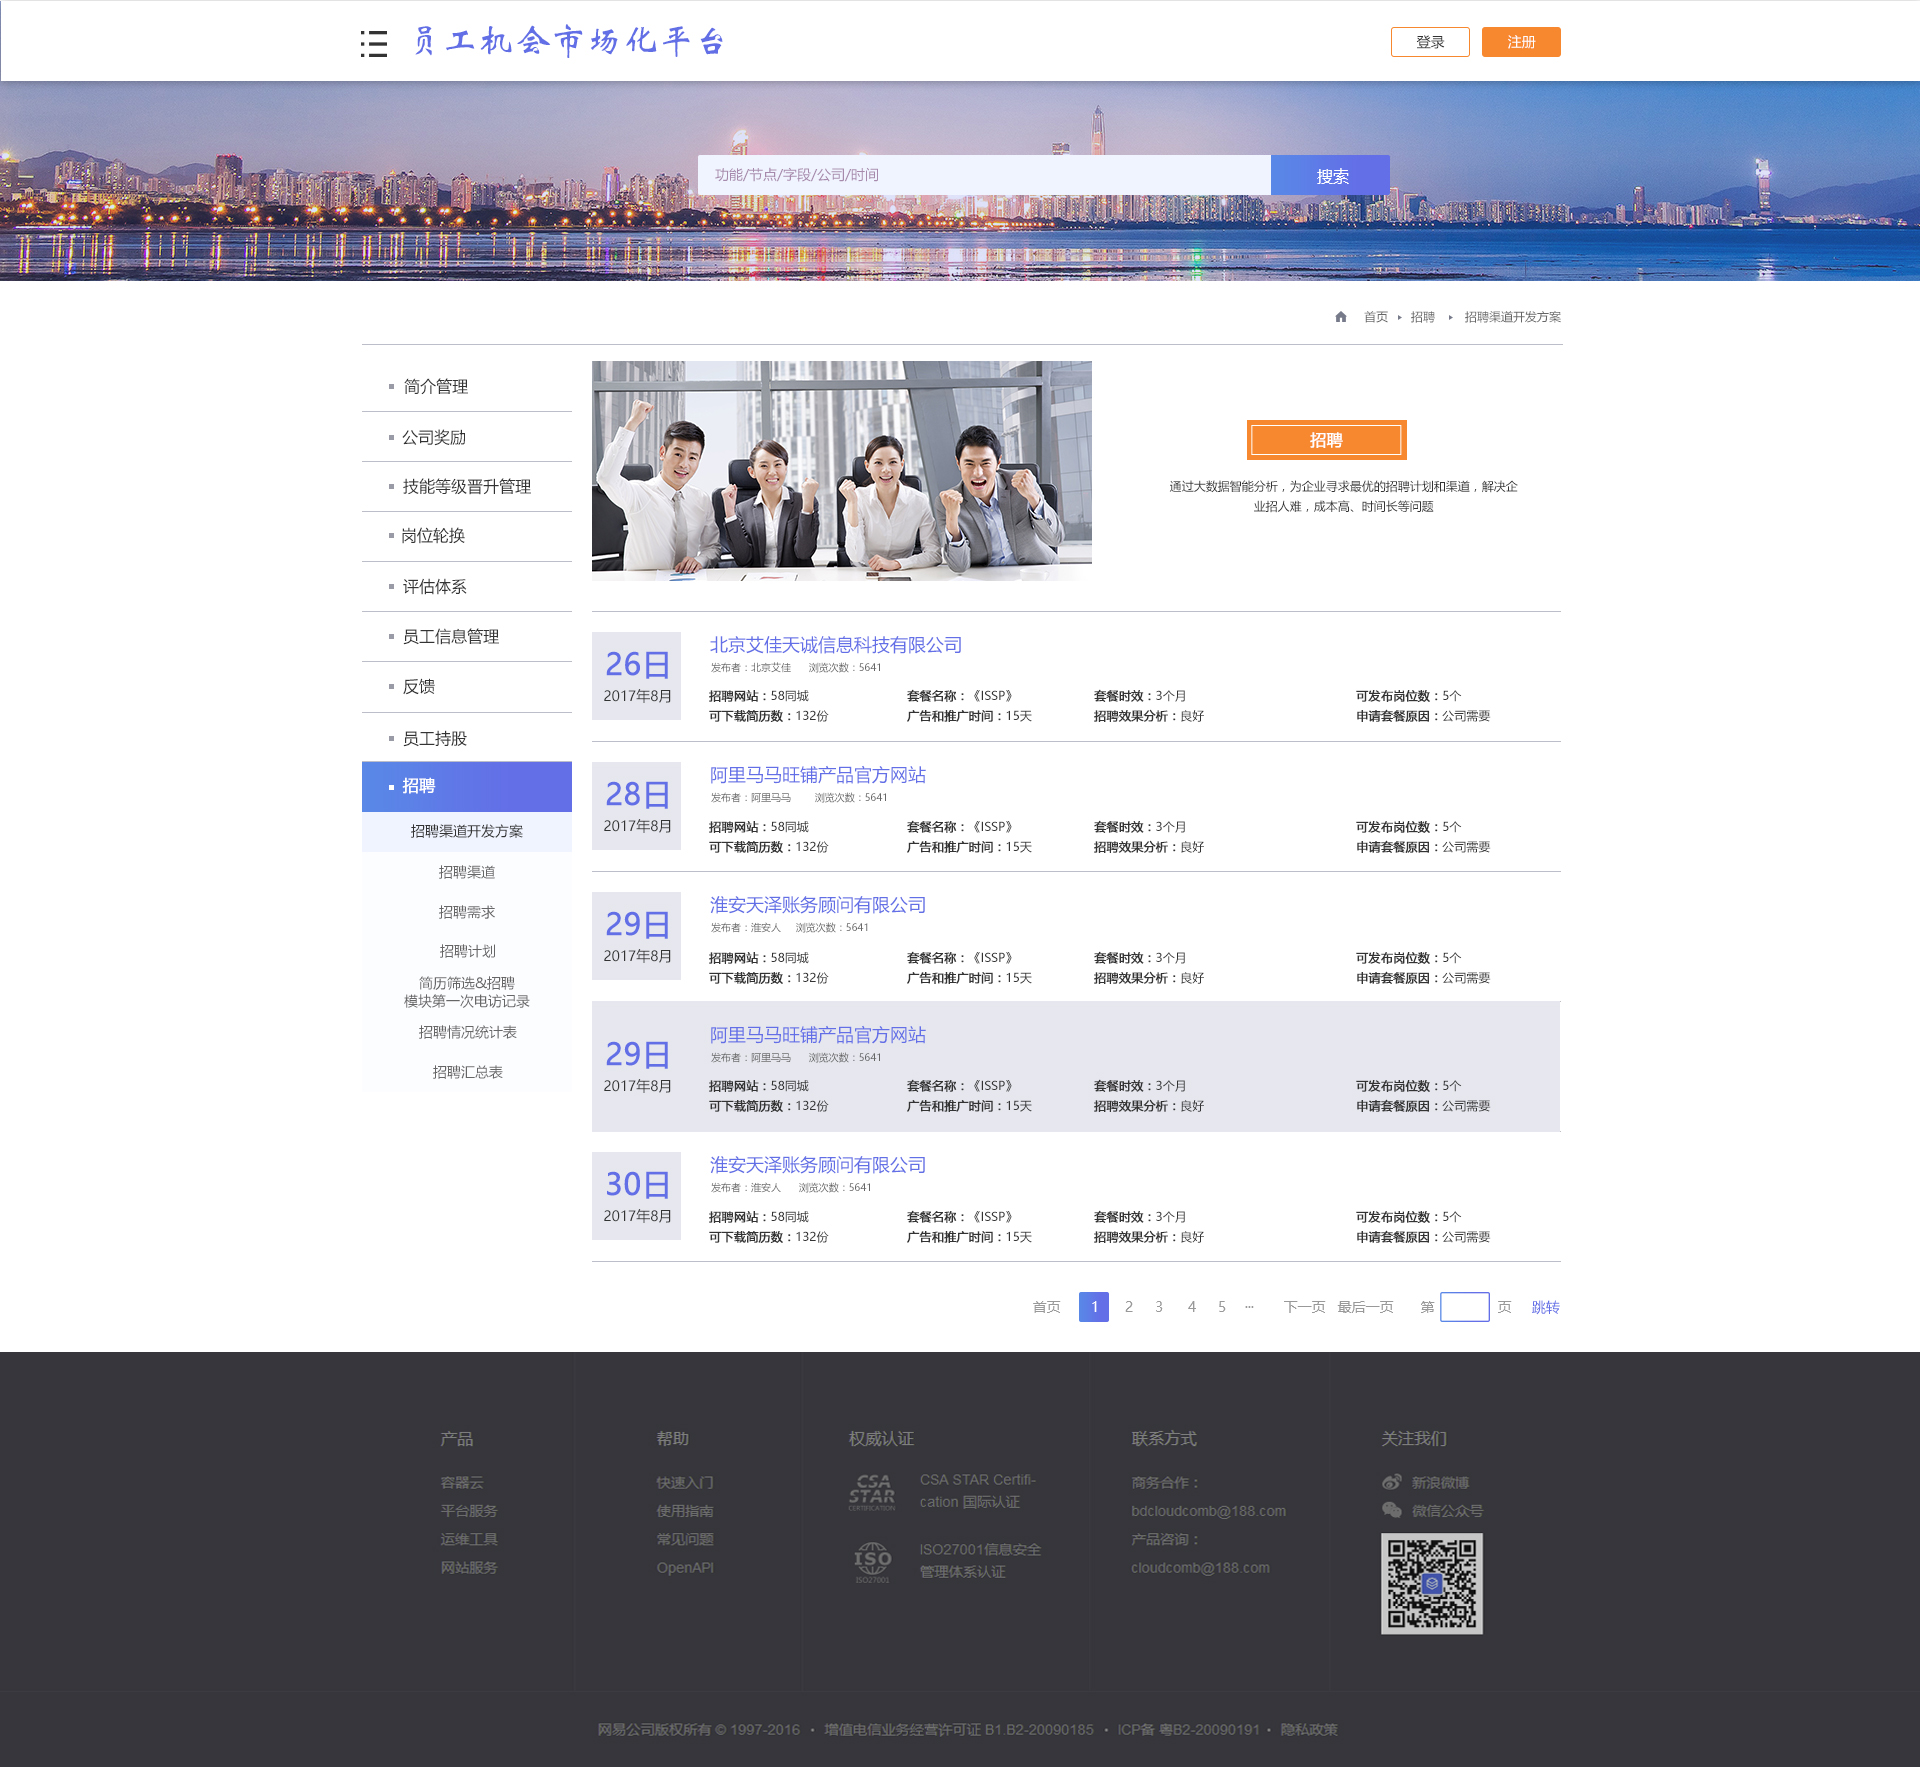 员工机会市场化平台
登录
注册
功能/节点/字段/公司/时间
搜索
首页 招聘 招聘渠道开发方案
简介管理
公司奖励
技能等级晋升管理
岗位轮换
评估体系
员工信息管理
反馈
员工持股
招聘
招聘渠道开发方案
招聘渠道
招聘需求
招聘计划
简历筛选&招聘
模块第一次电访记录
招聘情况统计表
招聘汇总表
招聘
通过大数据智能分析，为企业寻求最优的招聘计划和渠道，解决企
业招人难，成本高、时间长等问题
26日
2017年8月
北京艾佳天诚信息科技有限公司
发布者：北京艾佳 浏览次数：5641
招聘网站：58同城 套餐名称：《ISSP》 套餐时效：3个月 可发布岗位数：5个
可下载简历数：132份 广告和推广时间：15天 招聘效果分析：良好 申请套餐原因：公司需要
28日
2017年8月
阿里马马旺铺产品官方网站
发布者：阿里马马 浏览次数：5641
招聘网站：58同城 套餐名称：《ISSP》 套餐时效：3个月 可发布岗位数：5个
可下载简历数：132份 广告和推广时间：15天 招聘效果分析：良好 申请套餐原因：公司需要
29日
2017年8月
淮安天泽账务顾问有限公司
发布者：淮安人 浏览次数：5641
招聘网站：58同城 套餐名称：《ISSP》 套餐时效：3个月 可发布岗位数：5个
可下载简历数：132份 广告和推广时间：15天 招聘效果分析：良好 申请套餐原因：公司需要
29日
2017年8月
阿里马马旺铺产品官方网站
发布者：阿里马马 浏览次数：5641
招聘网站：58同城 套餐名称：《ISSP》 套餐时效：3个月 可发布岗位数：5个
可下载简历数：132份 广告和推广时间：15天 招聘效果分析：良好 申请套餐原因：公司需要
30日
2017年8月
淮安天泽账务顾问有限公司
发布者：淮安人 浏览次数：5641
招聘网站：58同城 套餐名称：《ISSP》 套餐时效：3个月 可发布岗位数：5个
可下载简历数：132份 广告和推广时间：15天 招聘效果分析：良好 申请套餐原因：公司需要
首页 1 2 3 4 5 ... 下一页 最后一页 第 页 跳转
产品
容器云
平台服务
运维工具
网站服务
帮助
快速入门
使用指南
常见问题
OpenAPI
权威认证
CSA
STAR
CERTIFICATION
CSA STAR Certifi-
cation 国际认证
ISO
ISO27001
ISO27001信息安全
管理体系认证
联系方式
商务合作：
bdcloudcomb@188.com
产品咨询：
cloudcomb@188.com
关注我们
新浪微博
微信公众号
网易公司版权所有 © 1997-2016 • 增值电信业务经营许可证 B1.B2-20090185 • ICP备 粤B2-20090191 • 隐私政策